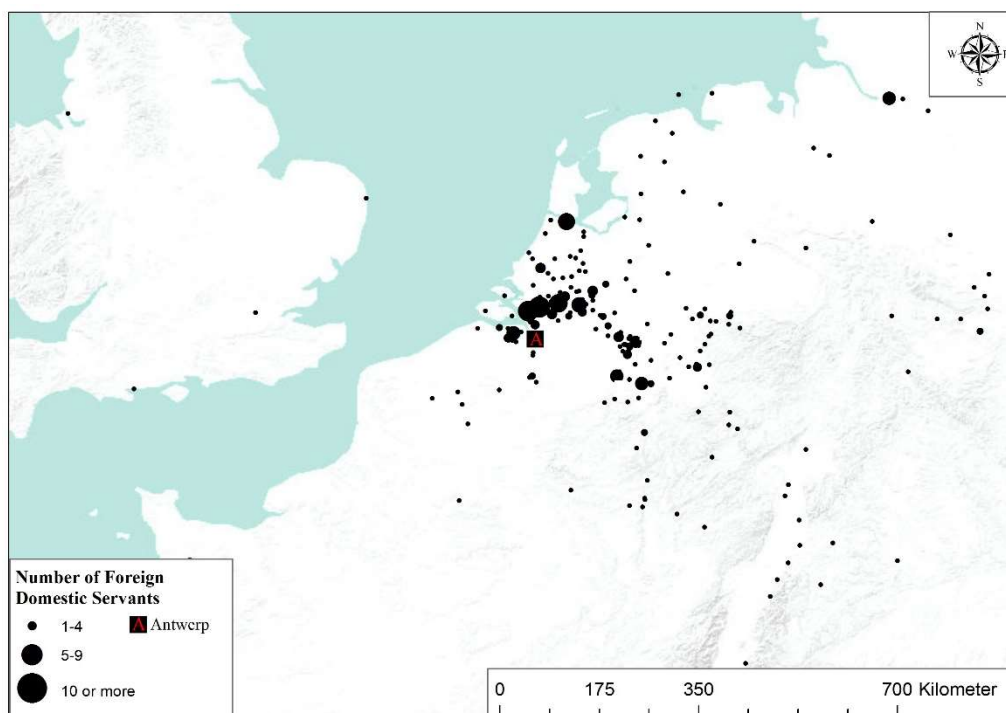 N
W E
S
A
Number of Foreign
Domestic Servants
1-4 A Antwerp
5-9
10 or more
0 175 350 700 Kilometer